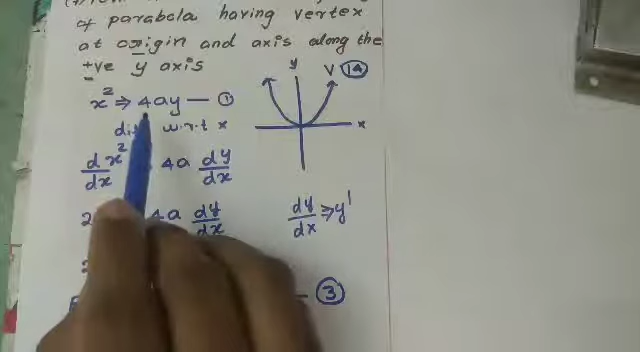 of parabola having vertex
at origin and axis along the
+ve y axis
y
V (14)
x² ⇒ 4ay — ①
x
w.r.t x
d/dx x² 4a dy/dx
2 4a dy/dx
dy/dx ⇒ y'
— ③